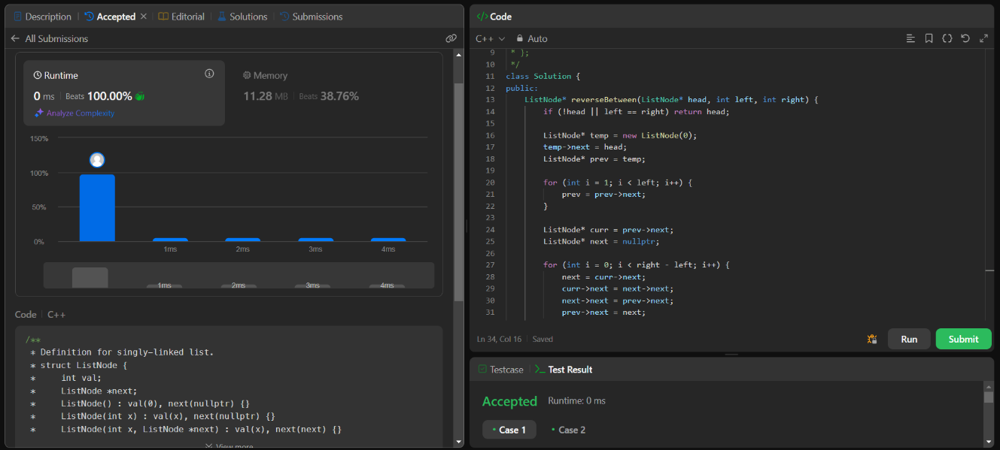 Description
Accepted
Editorial
Solutions
Submissions
All Submissions
Runtime
0 ms | Beats 100.00%
Analyze Complexity
Memory
11.28 MB | Beats 38.76%
150%
100%
50%
0%
1ms 2ms 3ms 4ms
1ms 2ms 3ms 4ms
Code | C++
/**
* Definition for singly-linked list.
* struct ListNode {
*     int val;
*     ListNode *next;
*     ListNode() : val(0), next(nullptr) {}
*     ListNode(int x) : val(x), next(nullptr) {}
*     ListNode(int x, ListNode *next) : val(x), next(next) {}
View more
</> Code
C++
Auto
9 * };
10 */
11 class Solution {
12 public:
13     ListNode* reverseBetween(ListNode* head, int left, int right) {
14         if (!head || left == right) return head;
15
16         ListNode* temp = new ListNode(0);
17         temp->next = head;
18         ListNode* prev = temp;
19
20         for (int i = 1; i < left; i++) {
21             prev = prev->next;
22         }
23
24         ListNode* curr = prev->next;
25         ListNode* next = nullptr;
26
27         for (int i = 0; i < right - left; i++) {
28             next = curr->next;
29             curr->next = next->next;
30             next->next = prev->next;
31             prev->next = next;
Ln 34, Col 16 | Saved
Run
Submit
Testcase
>_ Test Result
Accepted
Runtime: 0 ms
• Case 1
• Case 2